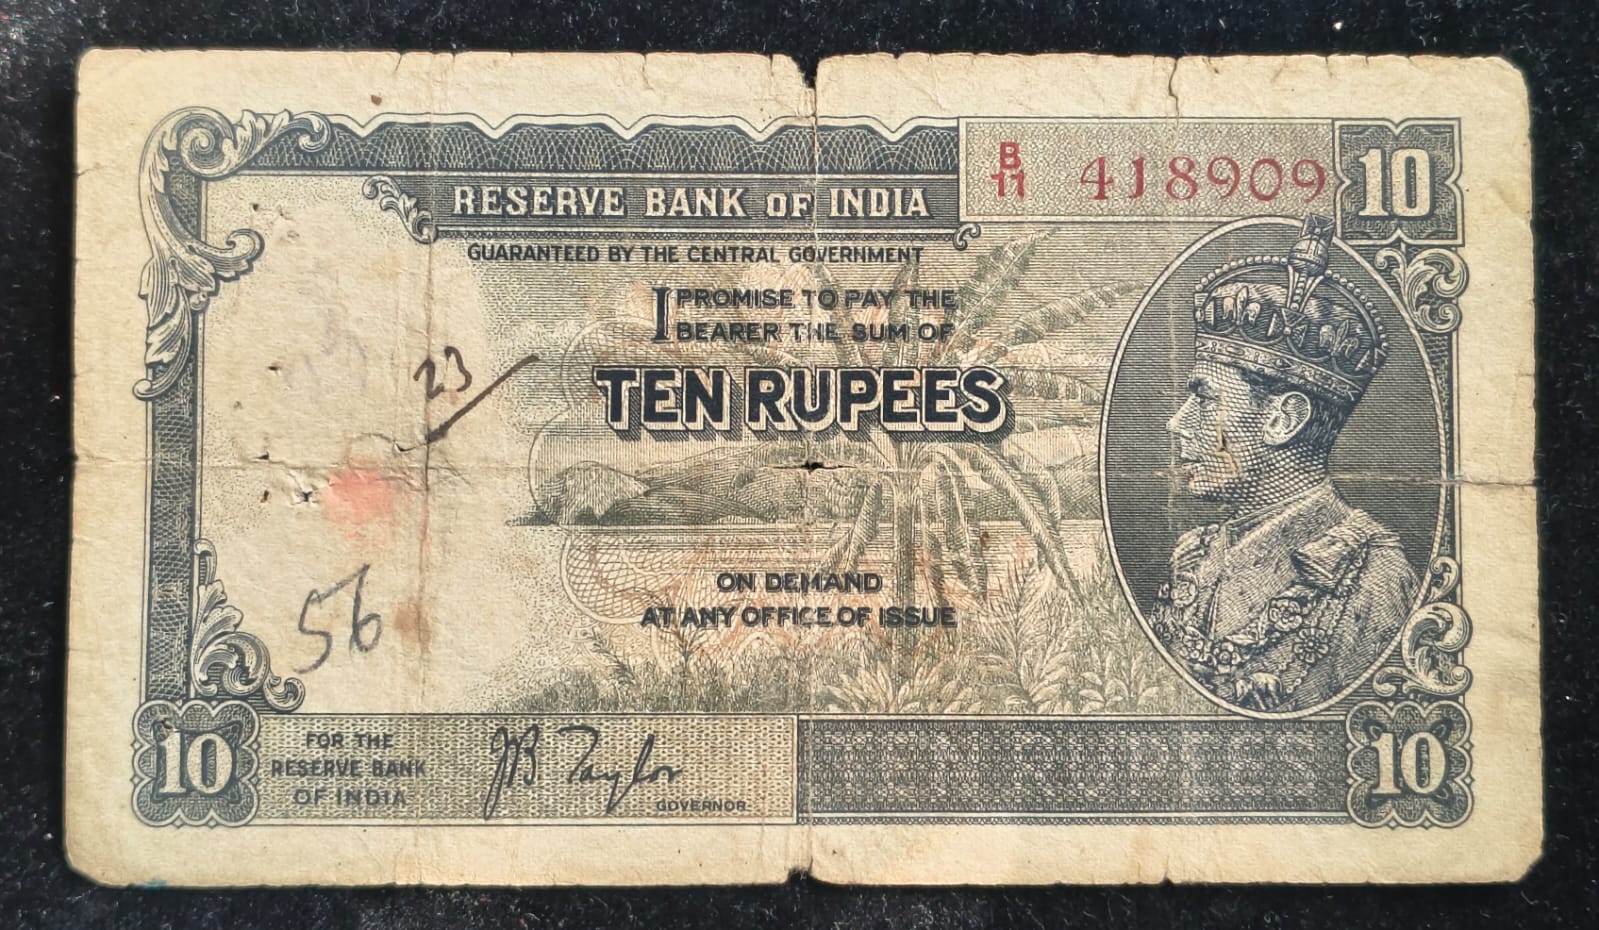 10
B
11 418909
RESERVE BANK OF INDIA
GUARANTEED BY THE CENTRAL GOVERNMENT
I PROMISE TO PAY THE
BEARER THE SUM OF
23
TEN RUPEES
ON DEMAND
AT ANY OFFICE OF ISSUE
56
10
FOR THE
RESERVE BANK
OF INDIA
JB Taylor
GOVERNOR
10